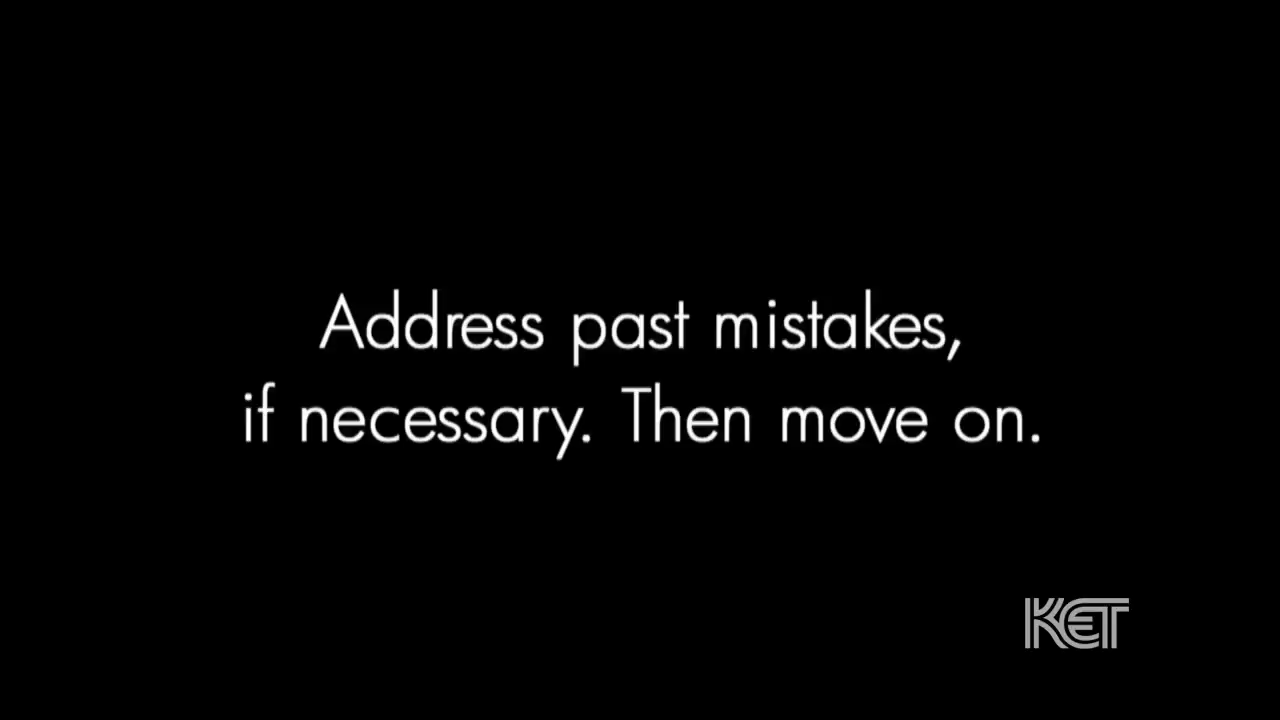 Address past mistakes,
if necessary. Then move on.
KET